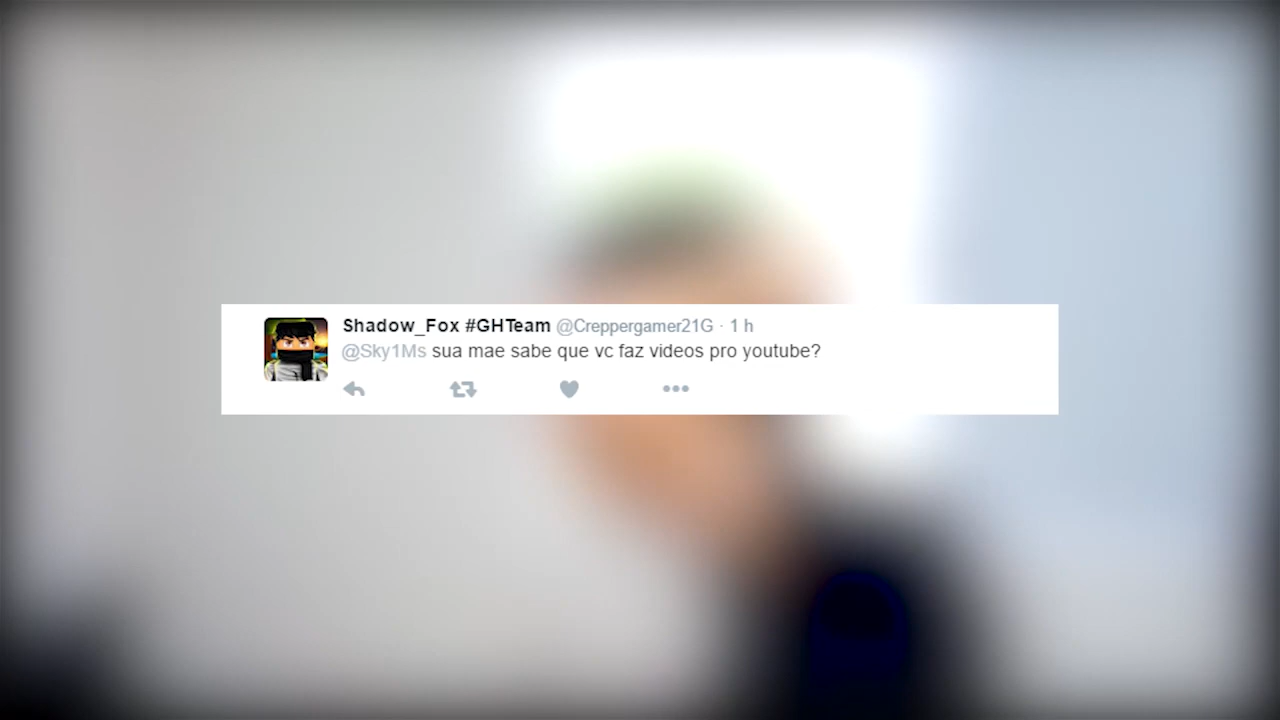 Shadow_Fox #GHTeam @Creppergamer21G · 1 h
@Sky1Ms sua mae sabe que vc faz videos pro youtube?